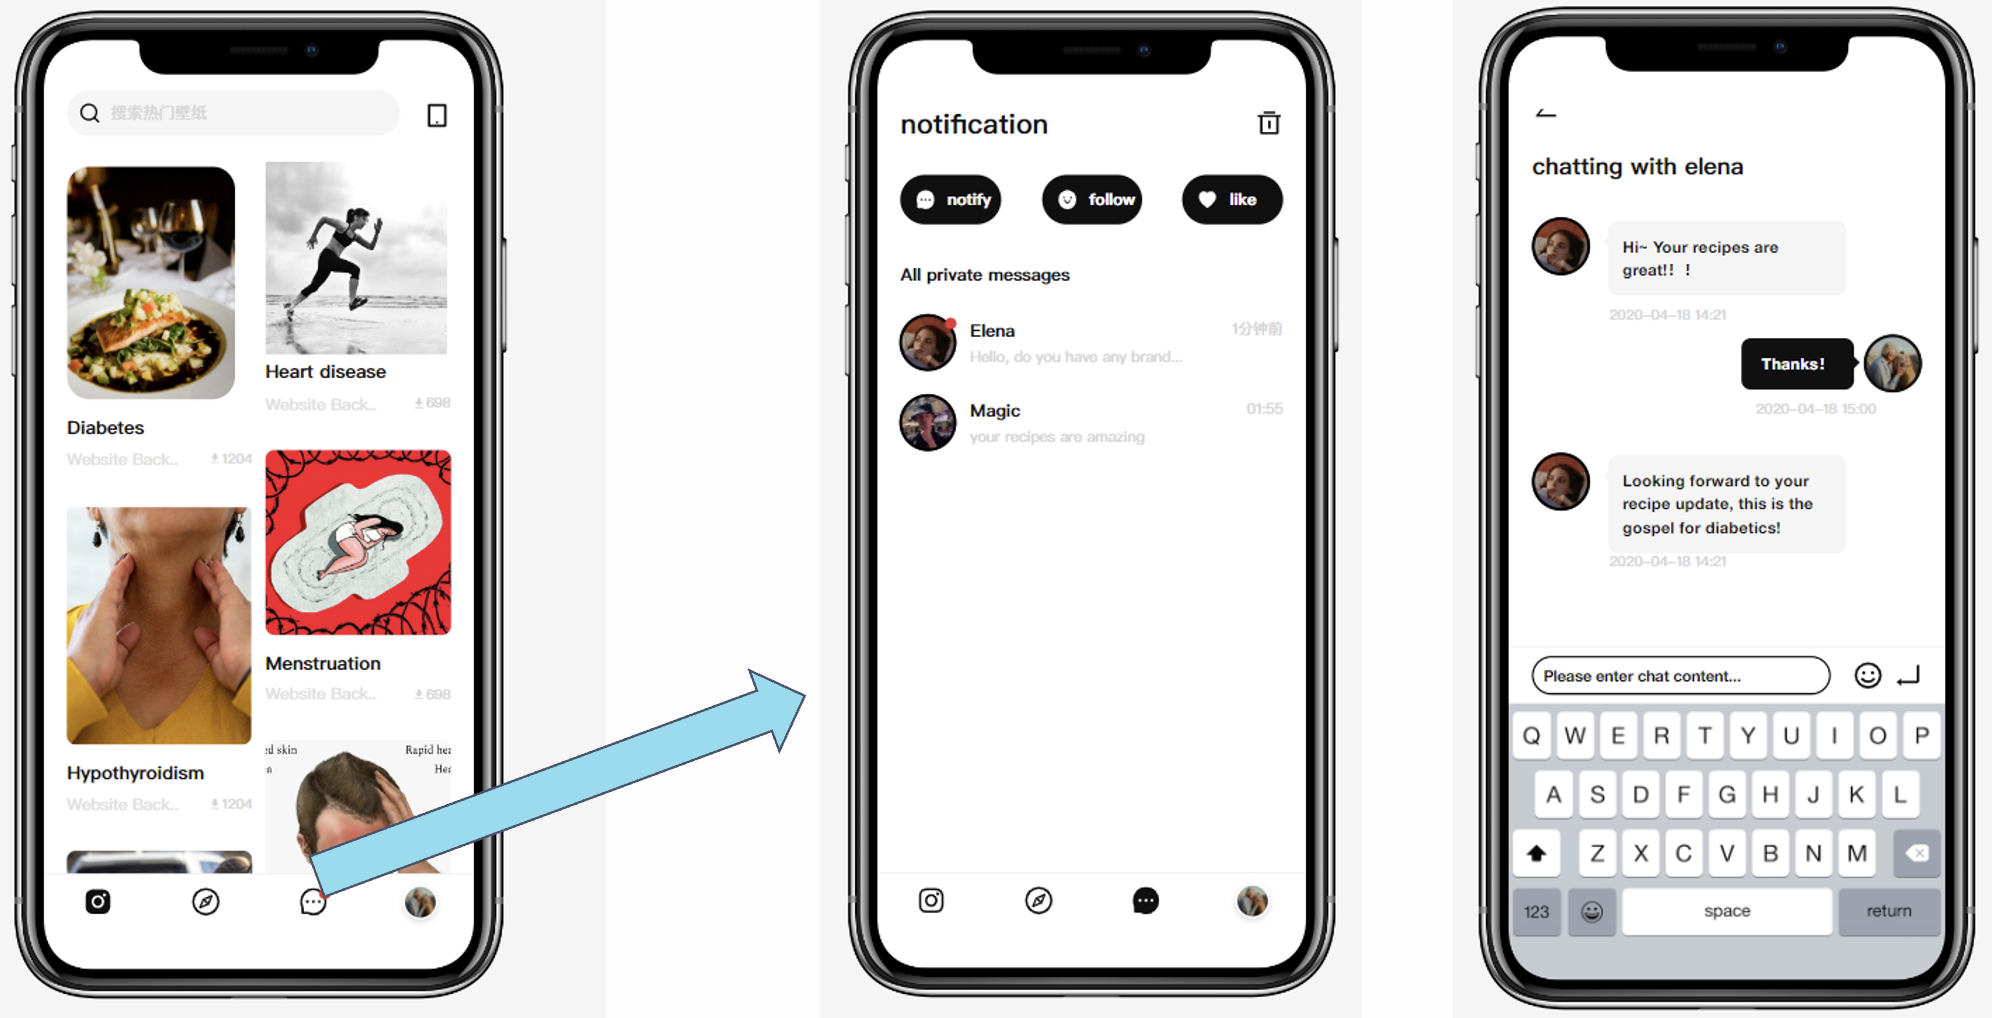 搜索热门壁纸
Diabetes
Website Back..
1204
Heart disease
Website Back..
698
Hypothyroidism
Website Back..
1204
Menstruation
Website Back..
698
ed skin
Rapid hea
notification
notify
follow
like
All private messages
Elena
1分钟前
Hello, do you have any brand...
Magic
01:55
your recipes are amazing
chatting with elena
Hi~ Your recipes are
great!! !
2020-04-18 14:21
Thanks!
2020-04-18 15:00
Looking forward to your
recipe update, this is the
gospel for diabetics!
2020-04-18 14:21
Please enter chat content...
Q W E R T Y U I O P
A S D F G H J K L
Z X C V B N M
123
space
return